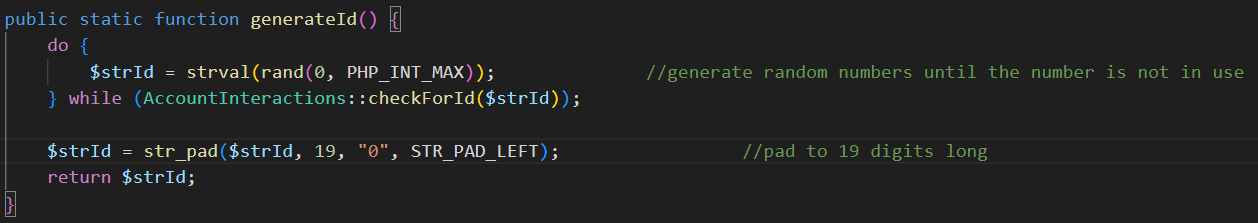 public static function generateId() {
do {
$strId = strval(rand(0, PHP_INT_MAX)); //generate random numbers until the number is not in use
} while (AccountInteractions::checkForId($strId));
$strId = str_pad($strId, 19, "0", STR_PAD_LEFT); //pad to 19 digits long
return $strId;
}